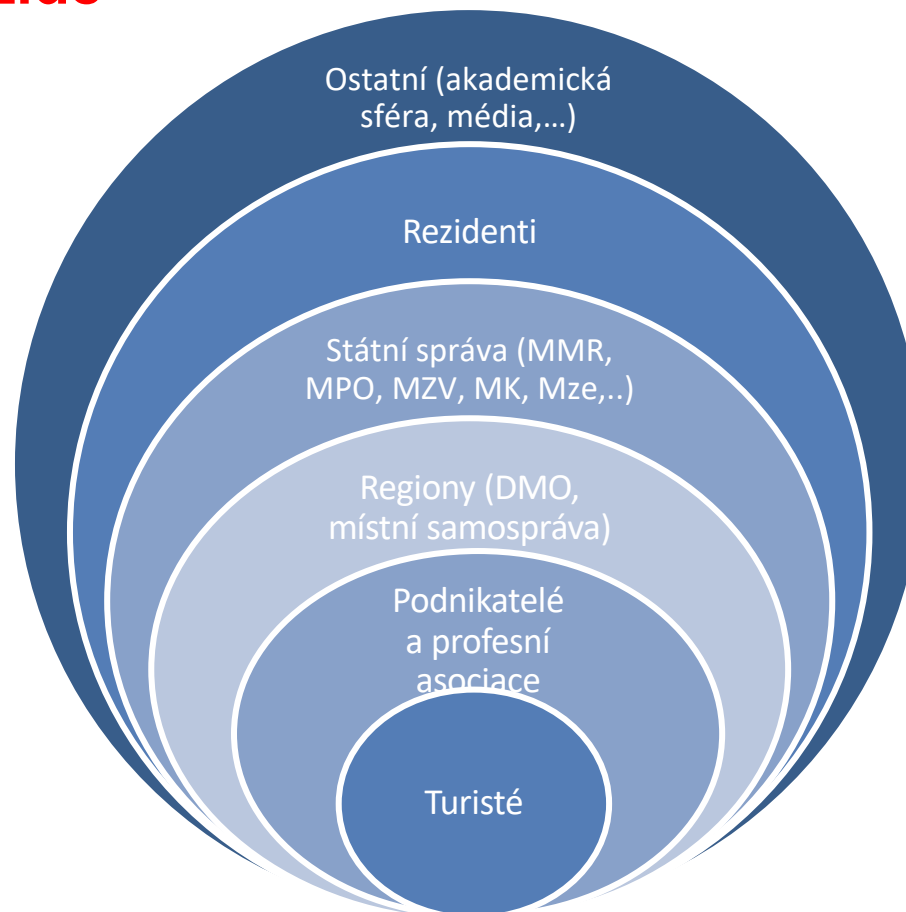 Ostatní (akademická
sféra, média,...)
Rezidenti
Státní správa (MMR,
MPO, MZV, MK, Mze,..)
Regiony (DMO,
místní samospráva)
Podnikatelé
a profesní
asociace
Turisté